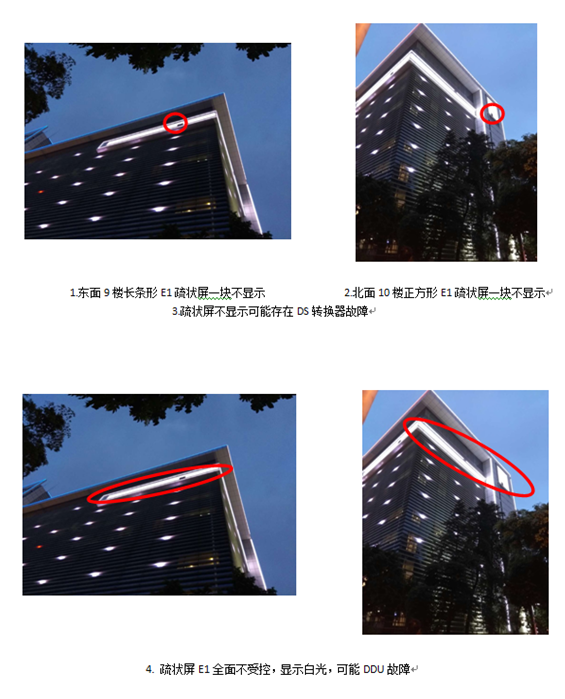 1.东面 9 楼长条形 E1 疏状屏一块不显示
2.北面 10 楼正方形 E1 疏状屏一块不显示
3.疏状屏不显示可能存在 DS 转换器故障
4. 疏状屏 E1 全面不受控，显示白光，可能 DDU 故障